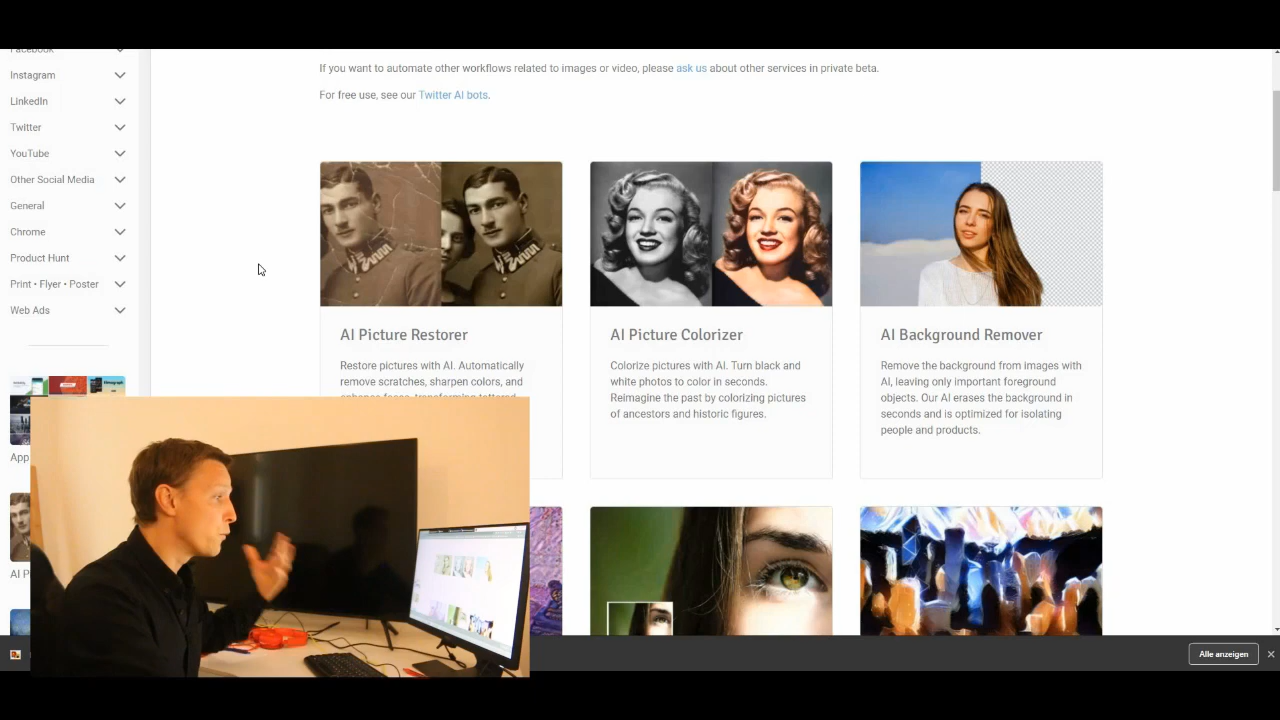 Facebook
Instagram
LinkedIn
Twitter
YouTube
Other Social Media
General
Chrome
Product Hunt
Print • Flyer • Poster
Web Ads
App
AI P
If you want to automate other workflows related to images or video, please ask us about other services in private beta.
For free use, see our Twitter AI bots.
AI Picture Restorer
Restore pictures with AI. Automatically
remove scratches, sharpen colors, and
AI Picture Colorizer
Colorize pictures with AI. Turn black and
white photos to color in seconds.
Reimagine the past by colorizing pictures
of ancestors and historic figures.
AI Background Remover
Remove the background from images with
AI, leaving only important foreground
objects. Our AI erases the background in
seconds and is optimized for isolating
people and products.
Alle anzeigen